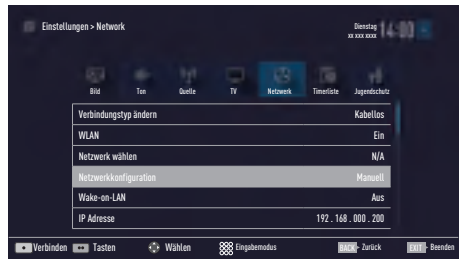 Einstellungen > Network
Dienstag
xx xxx xxxx
14:00
Bild Ton Quelle TV Netzwerk Timerliste Jugendschutz
Verbindungstyp ändern Kabellos
WLAN Ein
Netzwerk wählen N/A
Netzwerkkonfiguration Manuell
Wake-on-LAN Aus
IP Adresse 192 . 168 . 000 . 200
Verbinden Tasten Wählen Eingabemodus BACK - Zurück EXIT - Beenden